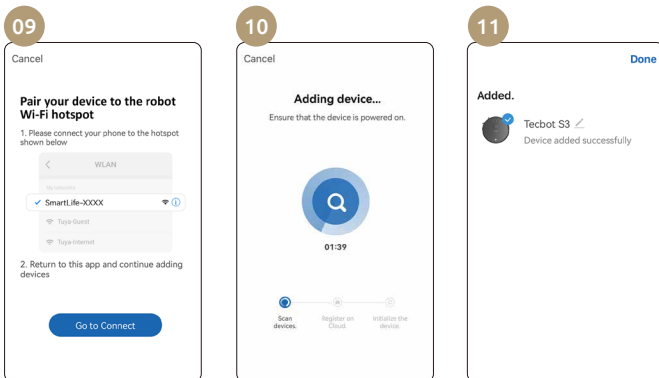 09
Cancel
Pair your device to the robot
Wi-Fi hotspot
1. Please connect your phone to the hotspot
shown below
WLAN
My networks
SmartLife-XXXX
Tuya-Guest
Tuya-Internet
2. Return to this app and continue adding
devices
Go to Connect
10
Cancel
Adding device...
Ensure that the device is powered on.
01:39
Scan
devices.
Register on
Cloud.
Initialize the
device.
11
Done
Added.
Tecbot S3
Device added successfully